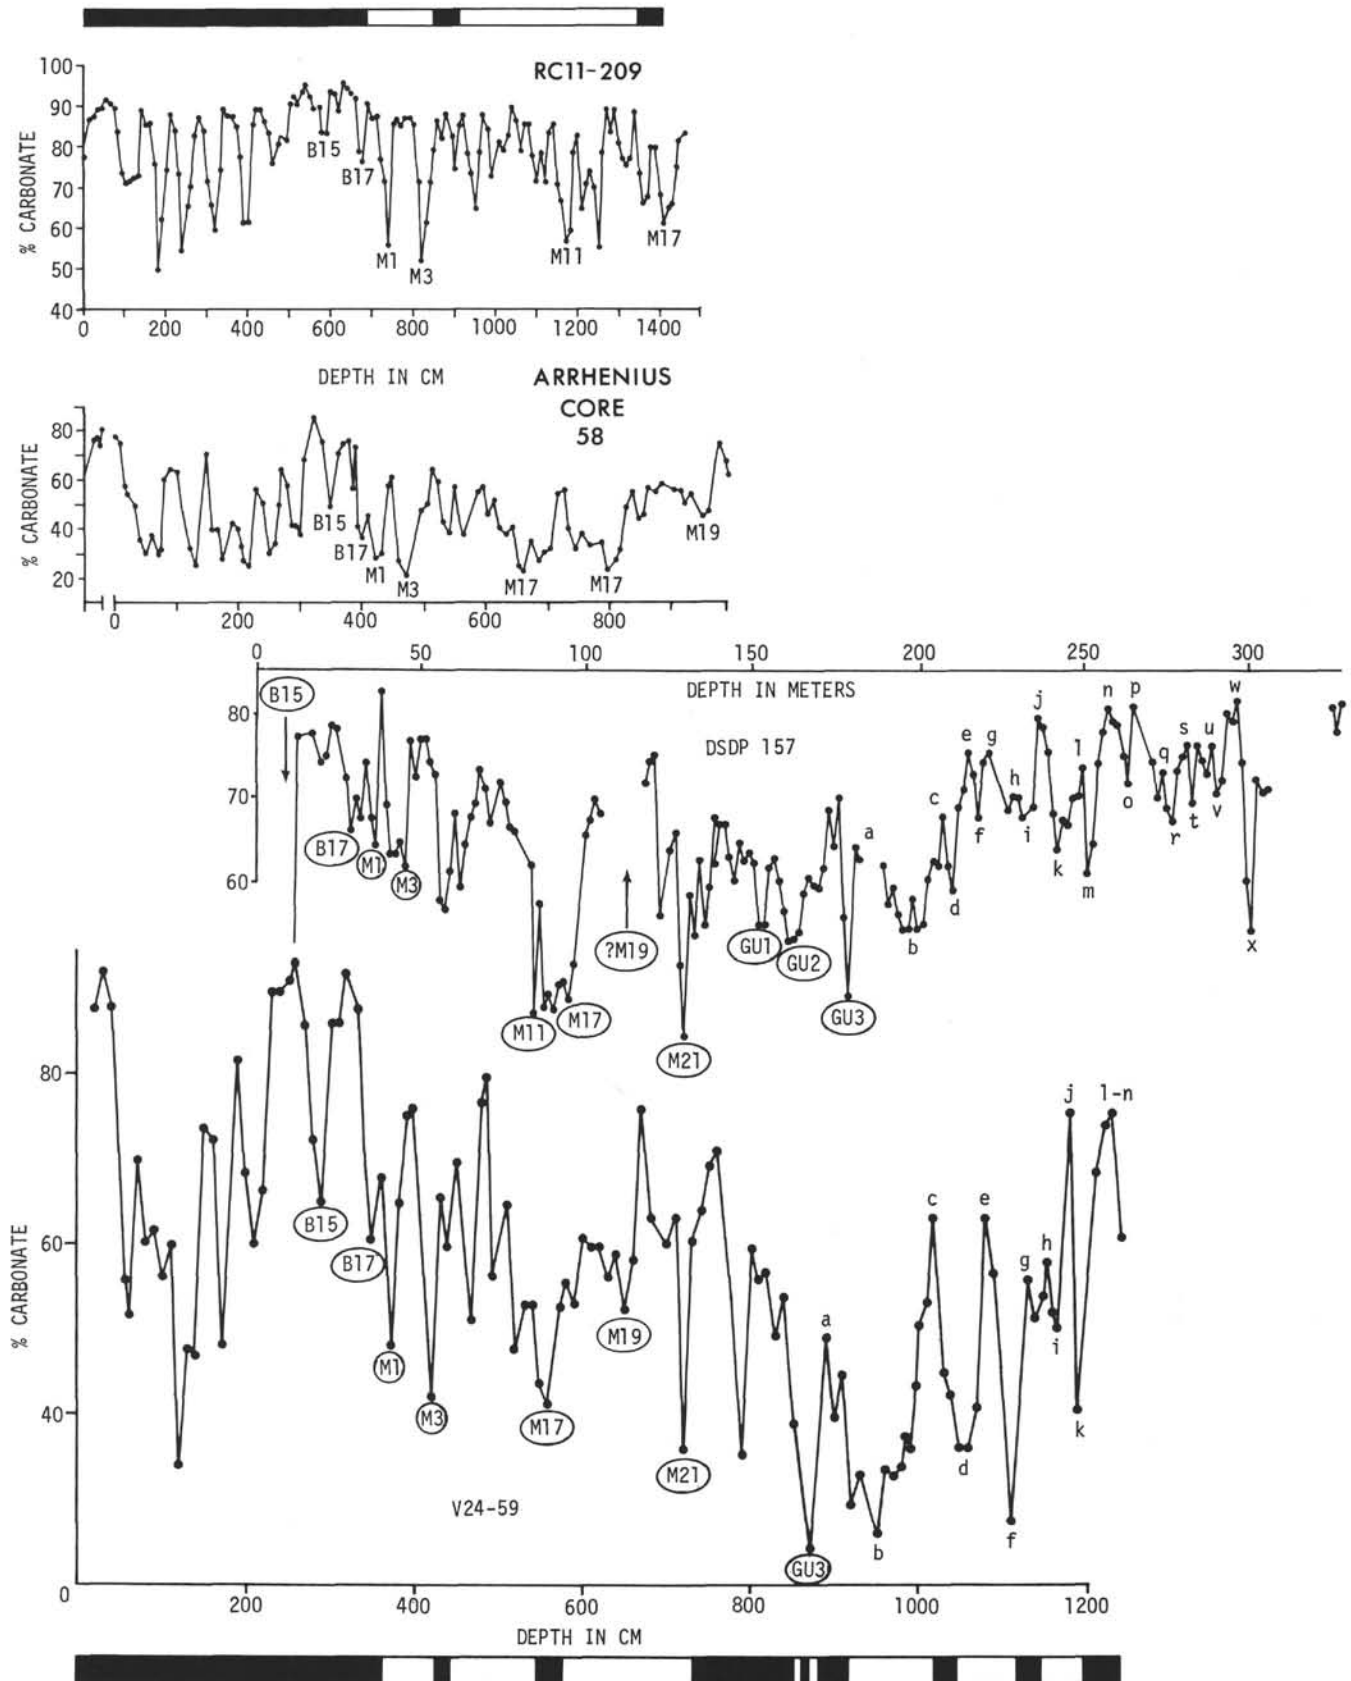 RC11-209
100
90
80
70
60
50
40
% CARBONATE
B15
B17
M1
M3
M11
M17
0
200
400
600
800
1000
1200
1400
DEPTH IN CM
ARRHENIUS
CORE
58
80
60
40
20
% CARBONATE
B15
B17
M1
M3
M17
M17
M19
0
200
400
600
800
0
50
100
150
200
250
300
DEPTH IN METERS
DSDP 157
80
70
60
B15
B17
M1
M3
M11
M17
?M19
M21
GU1
GU2
GU3
a
b
c
d
e
f
g
h
i
j
k
l
m
n
o
p
q
r
s
t
u
v
w
x
80
60
40
0
% CARBONATE
B15
B17
M1
M3
M17
M19
M21
GU3
a
b
c
d
e
f
g
h
i
j
k
l-n
V24-59
200
400
600
800
1000
1200
DEPTH IN CM